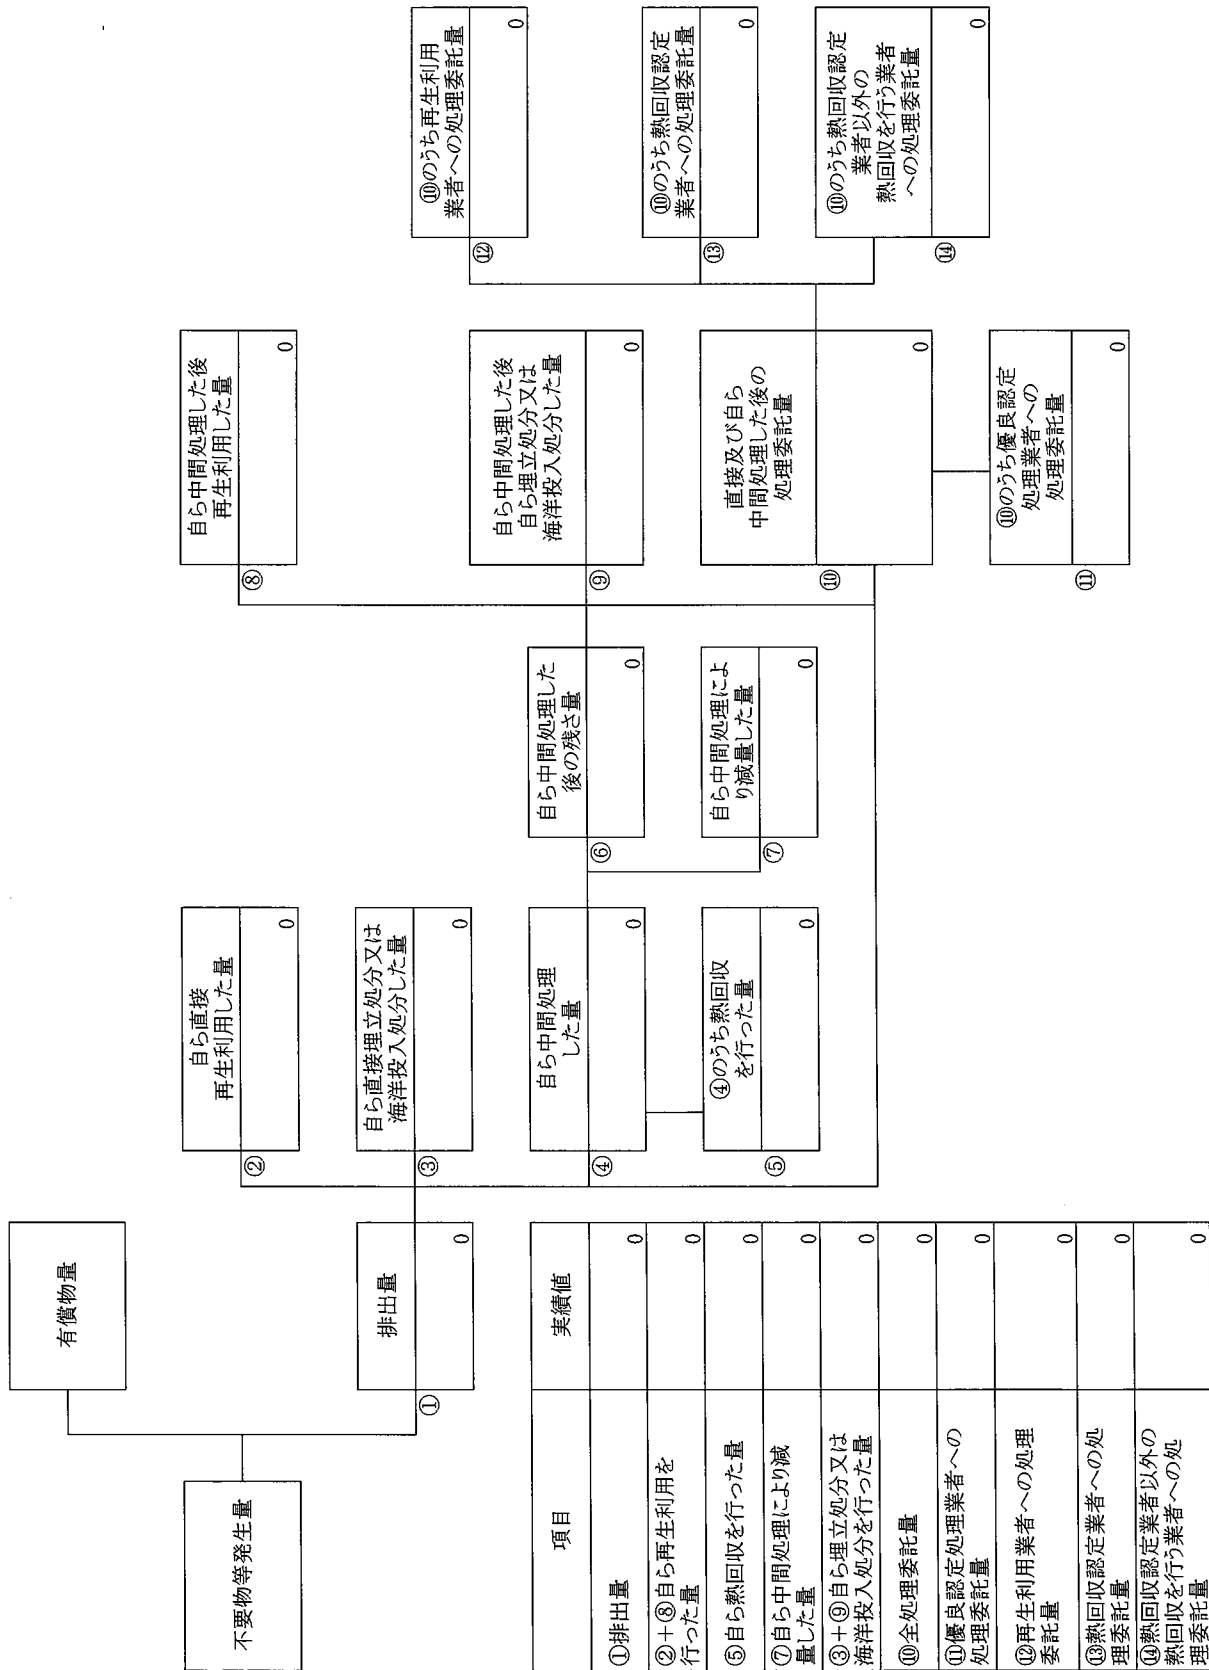 不要物等発生量
有償物量
①
排出量
0
②
自ら直接
再生利用した量
0
③
自ら直接埋立処分又は
海洋投入処分した量
0
④
自ら中間処理
した量
0
⑤
④のうち熱回収
を行った量
0
⑥
自ら中間処理した
後の残さ量
0
⑦
自ら中間処理によ
り減量した量
0
⑧
自ら中間処理した後
再生利用した量
0
⑨
自ら中間処理した後
自ら埋立処分又は
海洋投入処分した量
0
⑩
直接及び自ら
中間処理した後の
処理委託量
0
⑪
⑩のうち優良認定
処理業者への
処理委託量
0
⑫
⑩のうち再生利用
業者への処理委託量
0
⑬
⑩のうち熱回収認定
業者への処理委託量
0
⑭
⑩のうち熱回収認定
業者以外の
熱回収を行う業者
への処理委託量
0
項目 実績値
①排出量 0
②+⑧自ら再生利用を
行った量 0
⑤自ら熱回収を行った量 0
⑦自ら中間処理により減
量した量 0
③+⑨自ら埋立処分又は
海洋投入処分を行った量 0
⑩全処理委託量 0
⑪優良認定処理業者への
処理委託量 0
⑫再生利用業者への処理
委託量 0
⑬熱回収認定業者への処
理委託量 0
⑭熱回収認定業者以外の
熱回収を行う業者への処
理委託量 0